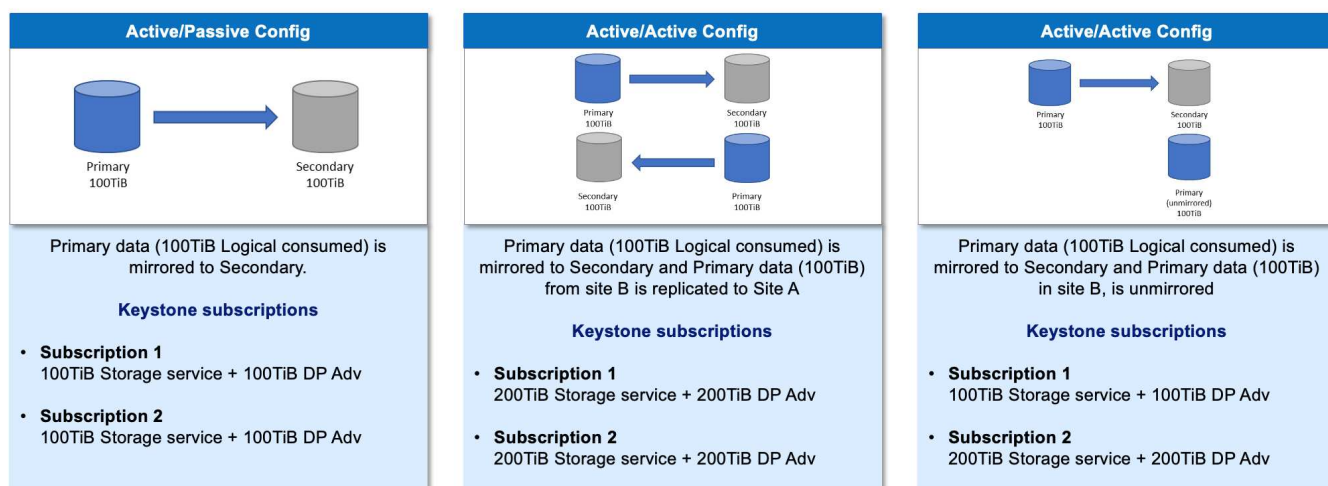 Active/Passive Config
Primary
100TiB
Secondary
100TiB
Primary data (100TiB Logical consumed) is
mirrored to Secondary.
Keystone subscriptions
• Subscription 1
100TiB Storage service + 100TiB DP Adv
• Subscription 2
100TiB Storage service + 100TiB DP Adv
Active/Active Config
Primary
100TiB
Secondary
100TiB
Secondary
100TiB
Primary
100TiB
Primary data (100TiB Logical consumed) is
mirrored to Secondary and Primary data (100TiB)
from site B is replicated to Site A
Keystone subscriptions
• Subscription 1
200TiB Storage service + 200TiB DP Adv
• Subscription 2
200TiB Storage service + 200TiB DP Adv
Active/Active Config
Primary
100TiB
Secondary
100TiB
Primary
(unmirrored)
100TiB
Primary data (100TiB Logical consumed) is
mirrored to Secondary and Primary data (100TiB)
in site B, is unmirrored
Keystone subscriptions
• Subscription 1
100TiB Storage service + 100TiB DP Adv
• Subscription 2
200TiB Storage service + 200TiB DP Adv